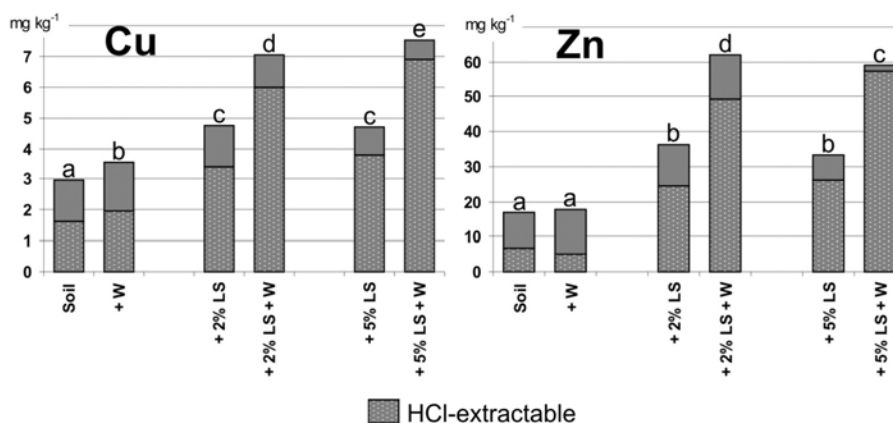 mg kg-1
Cu
7
6
5
4
3
2
1
0
a
b
c
d
c
e
Soil
+ W
+ 2% LS
+ 2% LS + W
+ 5% LS
+ 5% LS + W
mg kg-1
Zn
60
50
40
30
20
10
0
a
a
b
d
b
c
Soil
+ W
+ 2% LS
+ 2% LS + W
+ 5% LS
+ 5% LS + W
HCl-extractable